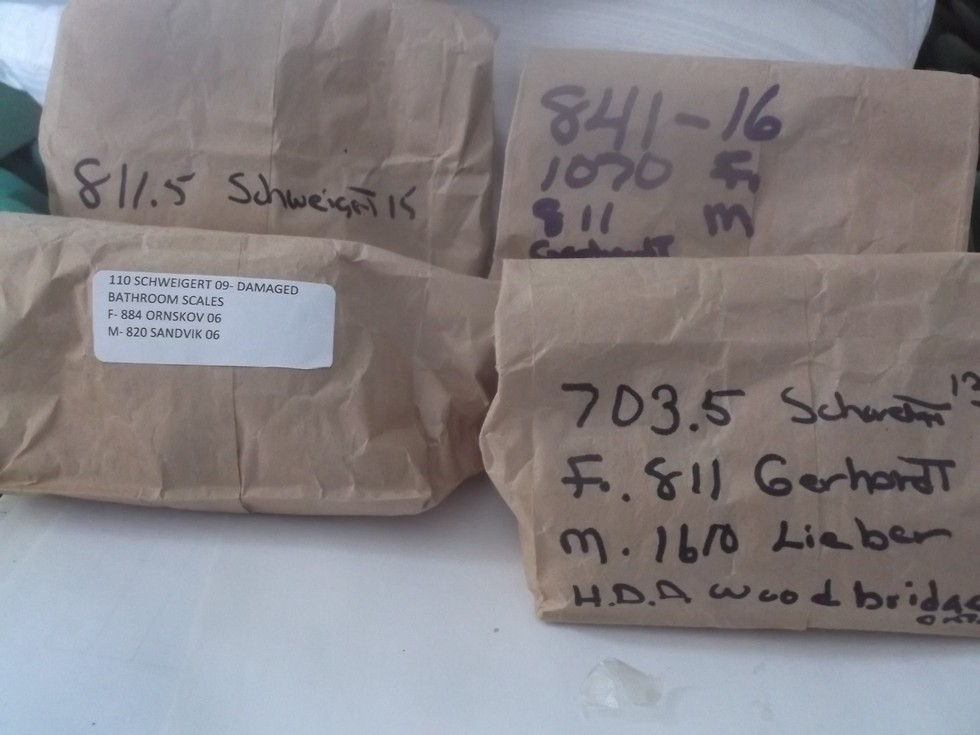 811.5 Schweigert 15
841-16
1070 F.
811 M
Gerhardt
110 SCHWEIGERT 09- DAMAGED
BATHROOM SCALES
F- 884 ORNSKOV 06
M- 820 SANDVIK 06
703.5 13
F. 811 Gerhardt
M. 1610 Lieber
H.D.A woodbridge